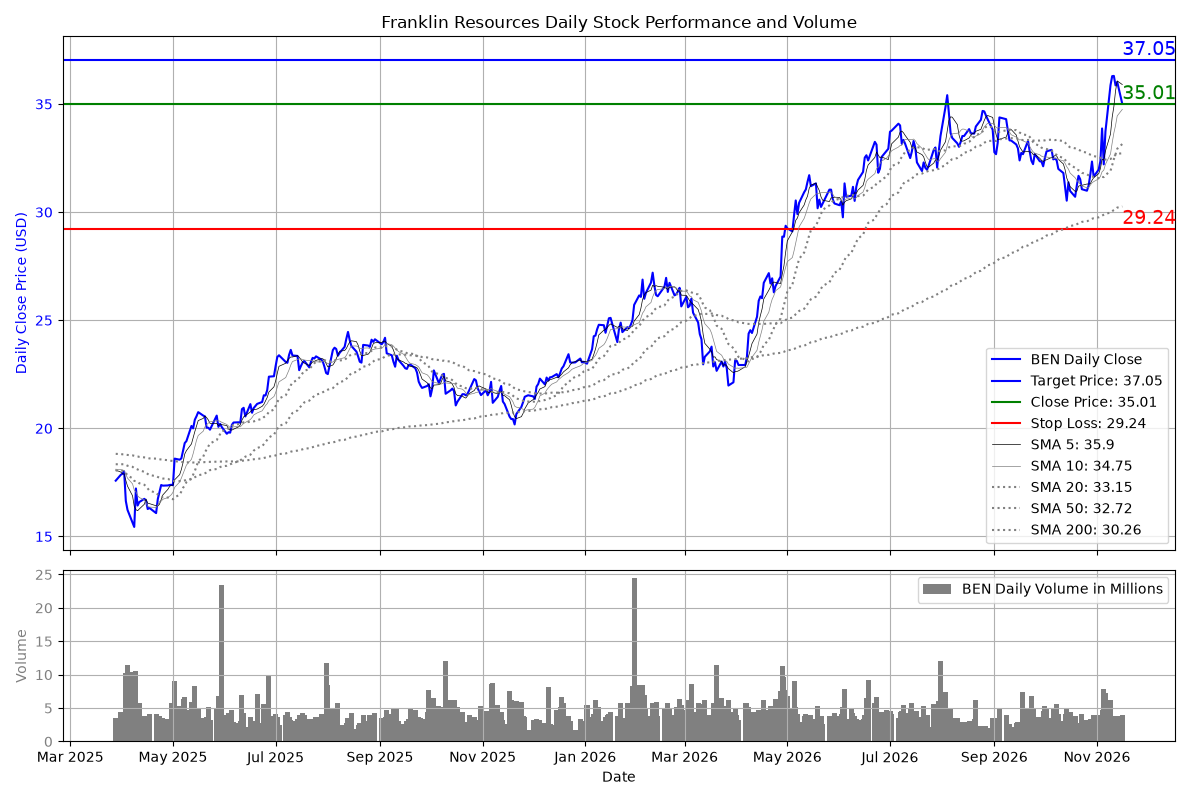 Franklin Resources Daily Stock Performance and Volume
Daily Close Price (USD)
35
30
25
20
15
37.05
35.01
29.24
BEN Daily Close
Target Price: 37.05
Close Price: 35.01
Stop Loss: 29.24
SMA 5: 35.9
SMA 10: 34.75
SMA 20: 33.15
SMA 50: 32.72
SMA 200: 30.26
Volume
25
20
15
10
5
0
BEN Daily Volume in Millions
Mar 2025 May 2025 Jul 2025 Sep 2025 Nov 2025 Jan 2026 Mar 2026 May 2026 Jul 2026 Sep 2026 Nov 2026
Date